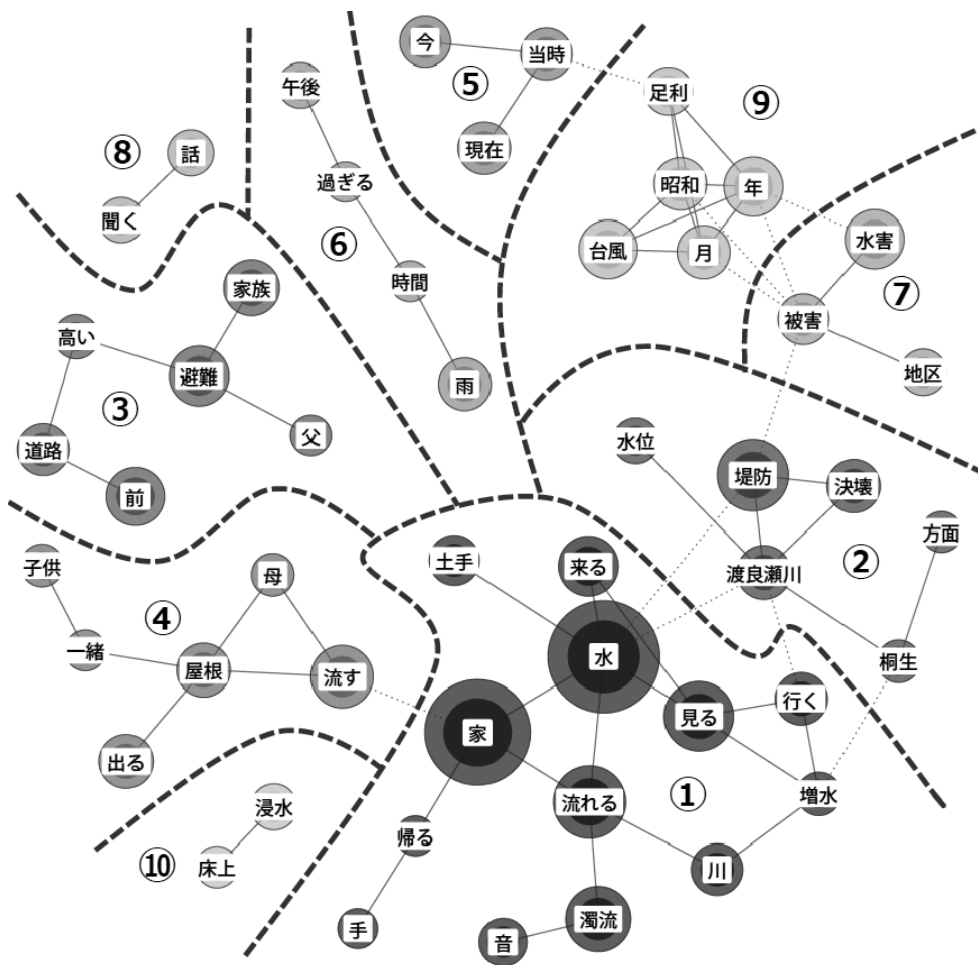 今
当時
⑤
現在
午後
過ぎる
⑥
時間
雨
足利
⑨
昭和
年
台風
月
水害
⑦
被害
地区
⑧
話
聞く
家族
高い
避難
③
父
道路
前
水位
堤防
決壊
方面
②
渡良瀬川
桐生
子供
母
④
一緒
屋根
流す
出る
土手
来る
水
行く
見る
家
①
増水
流れる
帰る
川
濁流
手
音
浸水
⑩
床上